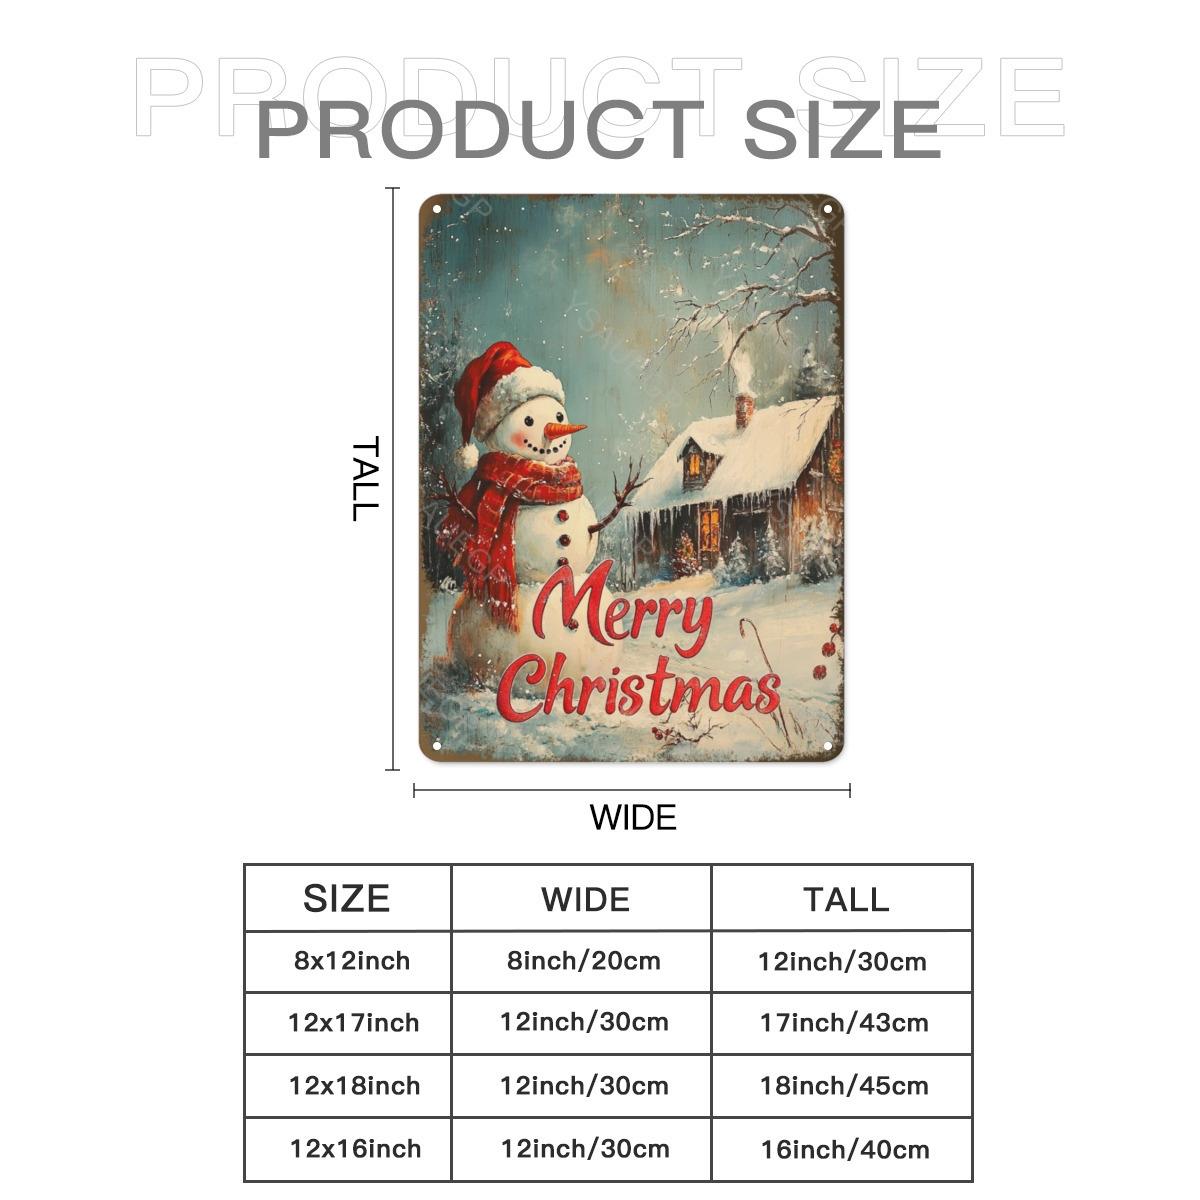 PRODUCT SIZE
PRODUCT SIZE
TALL
Merry
Christmas
WIDE
SIZE WIDE TALL
8x12inch 8inch/20cm 12inch/30cm
12x17inch 12inch/30cm 17inch/43cm
12x18inch 12inch/30cm 18inch/45cm
12x16inch 12inch/30cm 16inch/40cm